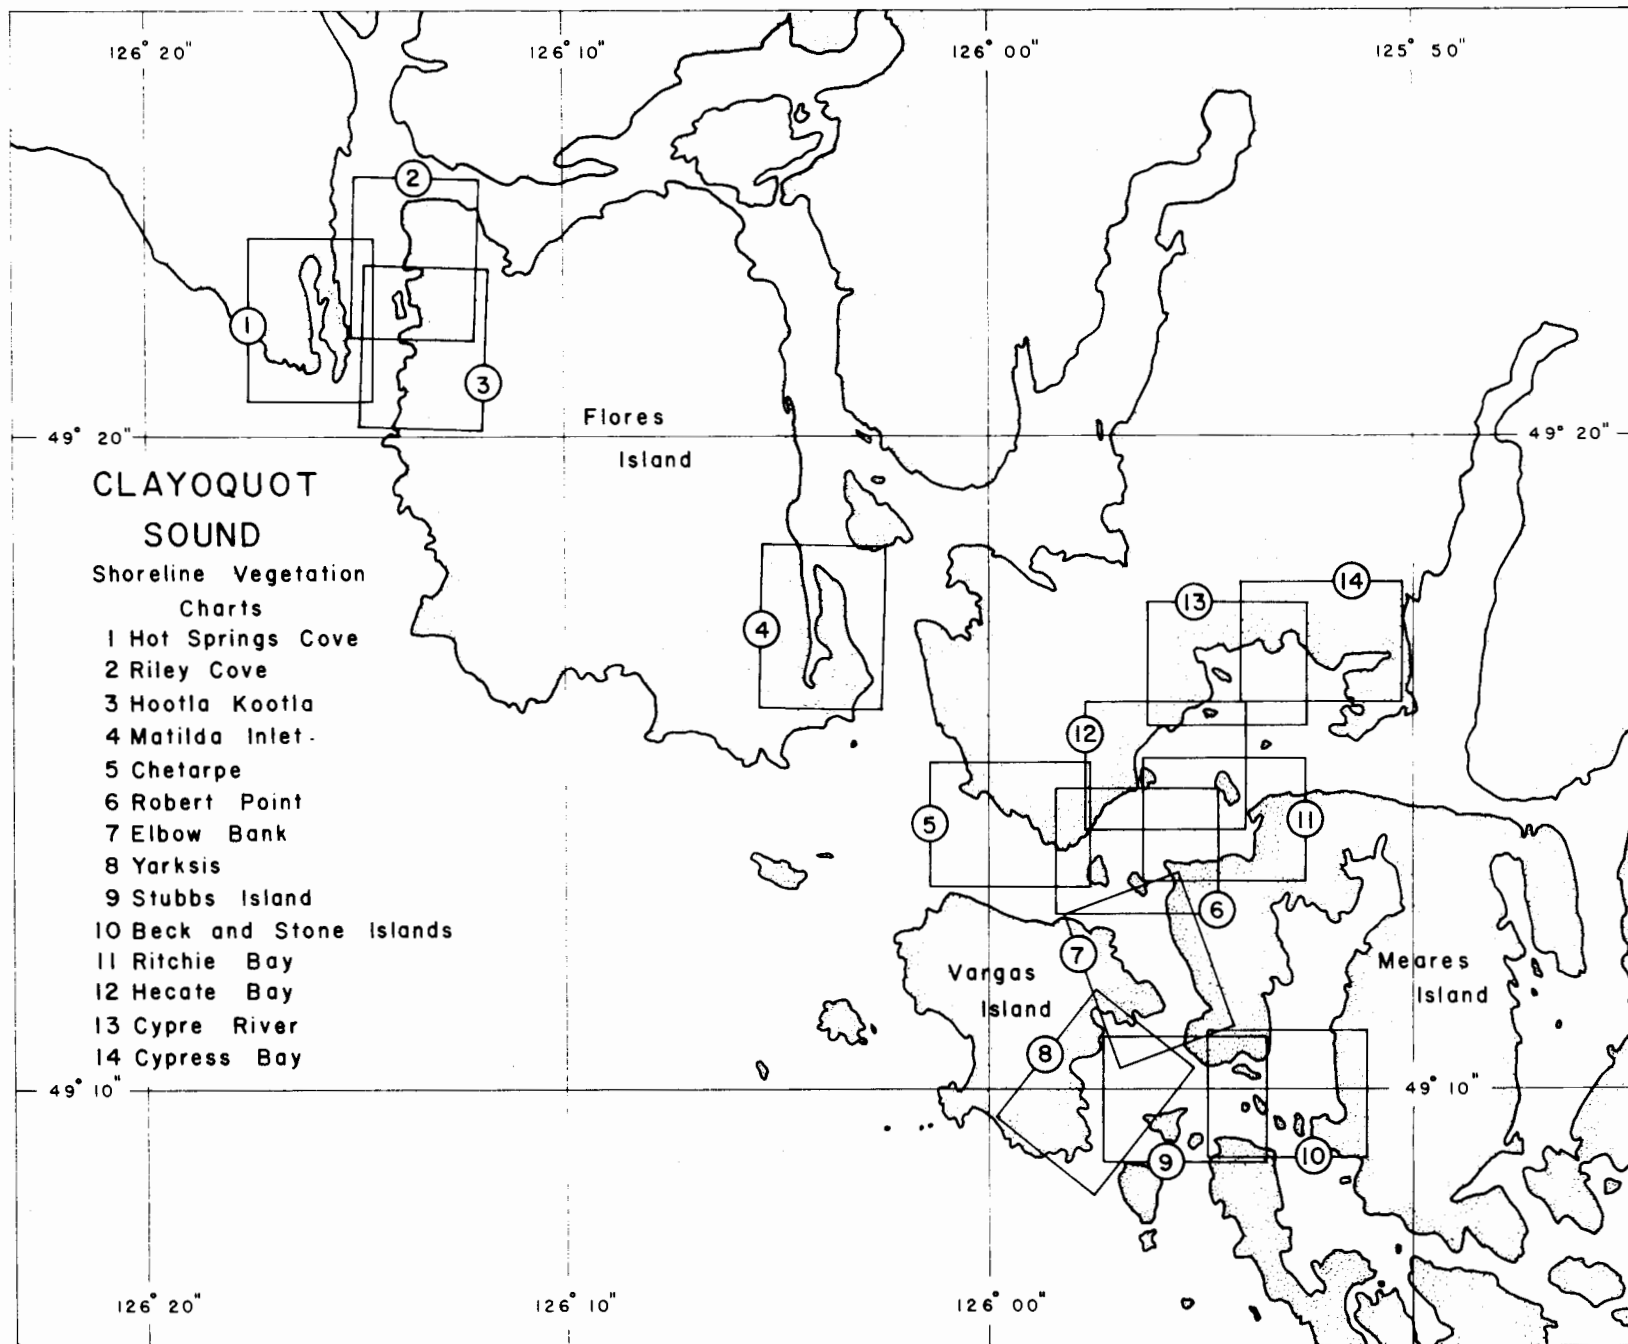 126° 20"
126° 10"
126° 00"
125° 50"
2
1
3
49° 20"
49° 20"
Flores
Island
CLAYOQUOT
SOUND
Shoreline Vegetation
Charts
1 Hot Springs Cove
2 Riley Cove
3 Hootla Kootla
4 Matilda Inlet
5 Chetarpe
6 Robert Point
7 Elbow Bank
8 Yarksis
9 Stubbs Island
10 Beck and Stone Islands
11 Ritchie Bay
12 Hecate Bay
13 Cypre River
14 Cypress Bay
14
13
4
12
11
5
6
7
Vargas
Island
Meares
Island
8
49° 10"
49° 10"
9
10
126° 20"
126° 10"
126° 00"